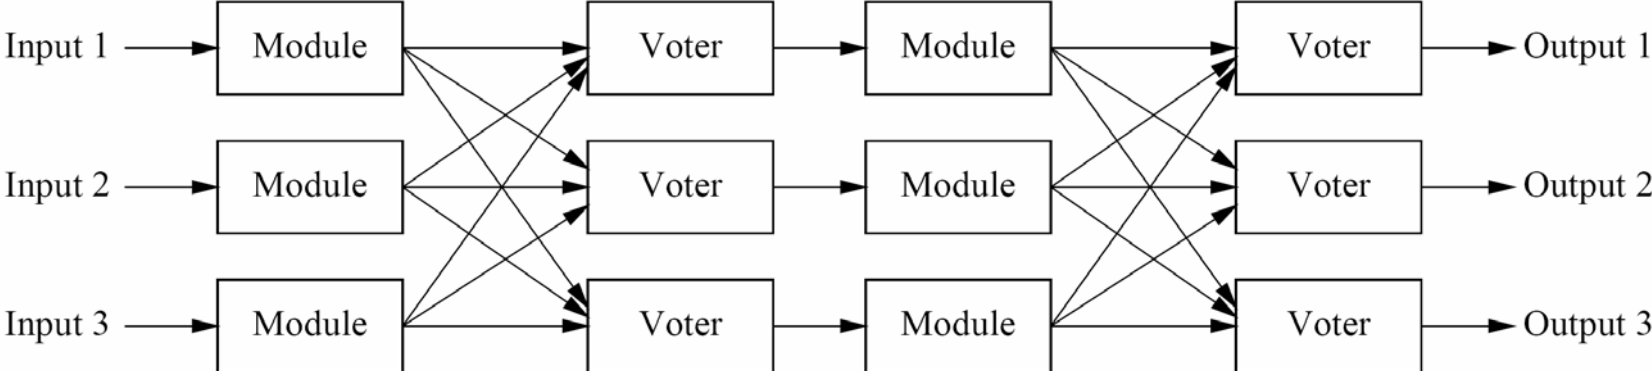 Input 1 Module Voter Module Voter Output 1
Input 2 Module Voter Module Voter Output 2
Input 3 Module Voter Module Voter Output 3